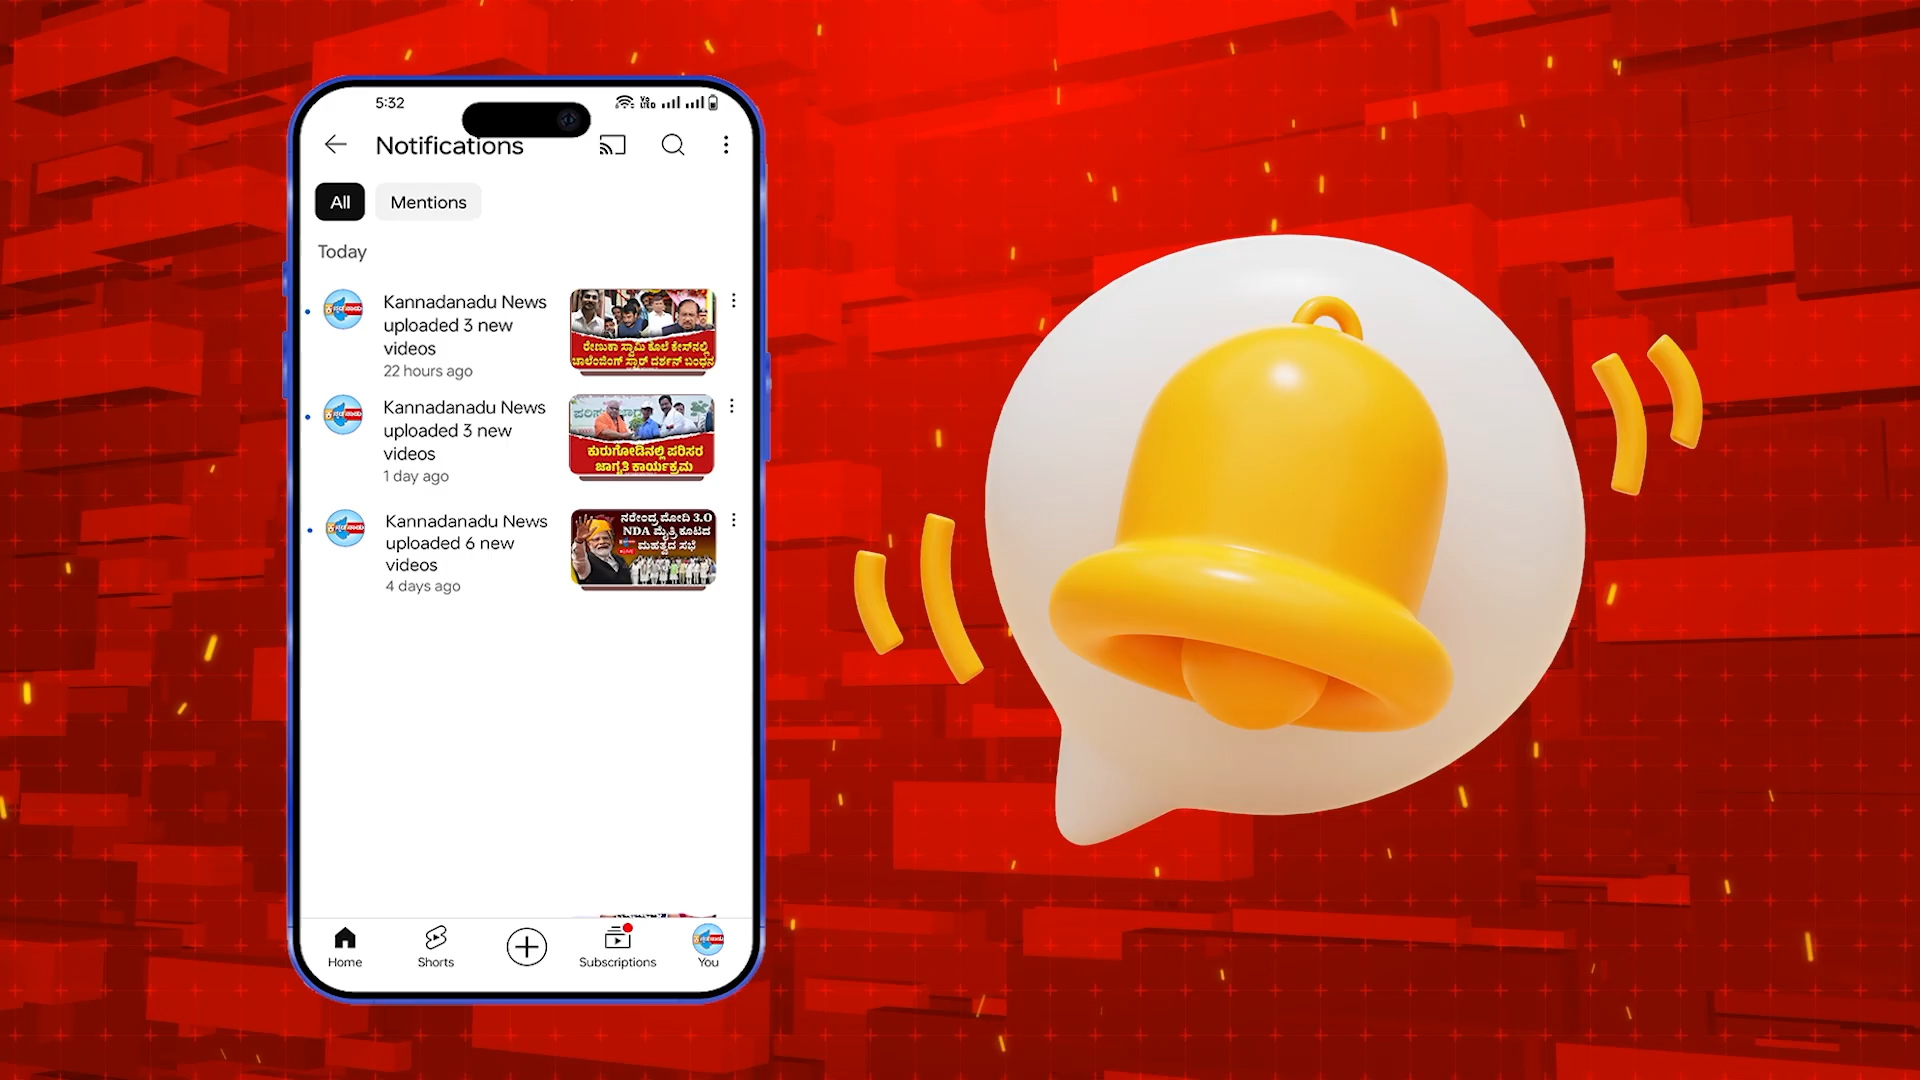 5:32
Notifications
All
Mentions
Today
Kannadanadu News
uploaded 3 new
videos
22 hours ago
ರೇಣುಕಾ ಸ್ವಾಮಿ ಕೊಲೆ ಕೇಸ್‌ನಲ್ಲಿ
ಚಾಲೆಂಜಿಂಗ್ ಸ್ಟಾರ್ ದರ್ಶನ್ ಬಂಧನ
Kannadanadu News
uploaded 3 new
videos
1 day ago
ಕುರುಗೋಡಿನಲ್ಲಿ ಪರಿಸರ
ಜಾಗೃತಿ ಕಾರ್ಯಕ್ರಮ
Kannadanadu News
uploaded 6 new
videos
4 days ago
ನರೇಂದ್ರ ಮೋದಿ 3.0
NDA ಮೈತ್ರಿ ಕೂಟದ
ಮಹತ್ವದ ಸಭೆ
Home
Shorts
Subscriptions
You